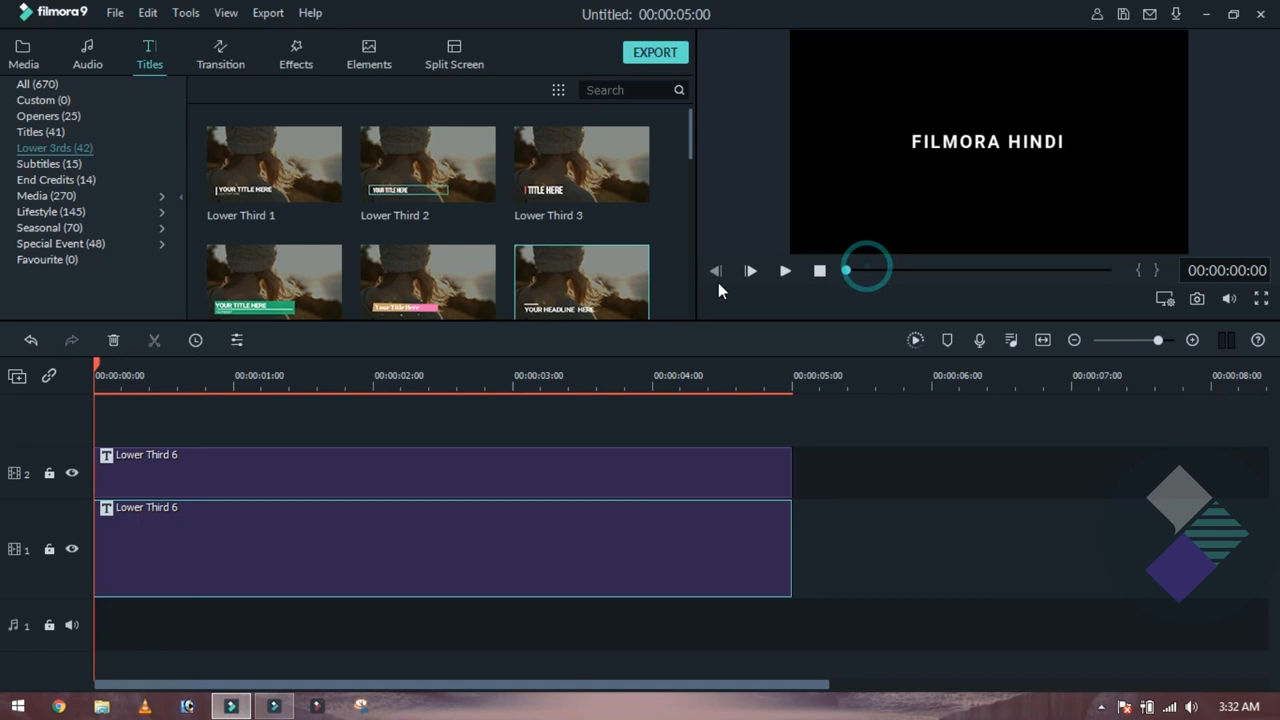 filmora9 File Edit Tools View Export Help Untitled: 00:00:05:00
Media Audio Titles Transition Effects Elements Split Screen EXPORT
Search
All (670)
Custom (0)
Openers (25)
Titles (41)
Lower 3rds (42)
Subtitles (15)
End Credits (14)
Media (270)
Lifestyle (145)
Seasonal (70)
Special Event (48)
Favourite (0)
YOUR TITLE HERE
YOUR TITLE HERE
TITLE HERE
Lower Third 1 Lower Third 2 Lower Third 3
YOUR TITLE HERE
Your Title Here
YOUR HEADLINE HERE
FILMORA HINDI
{ } 00:00:00:00
00:00:00:00 00:00:01:00 00:00:02:00 00:00:03:00 00:00:04:00 00:00:05:00 00:00:06:00 00:00:07:00 00:00:08:00
T Lower Third 6
2
T Lower Third 6
1
1
3:32 AM